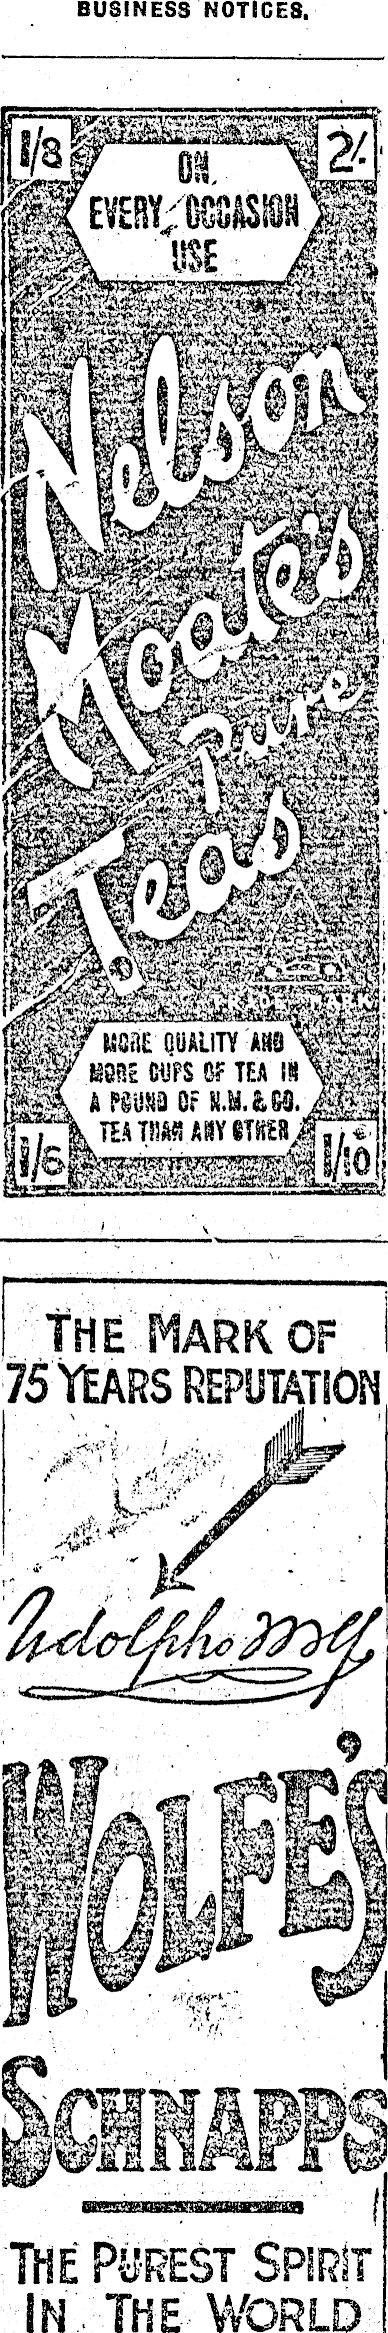 BUSINESS NOTICES.
1/8
2/-
ON
EVERY OCCASION
USE
Nelson
Moate's
Pure
Teas
TRADE MARK
MORE QUALITY AND
MORE CUPS OF TEA IN
A POUND OF N.M. & CO.
TEA THAN ANY OTHER
1/6
1/10
THE MARK OF
75 YEARS REPUTATION
Udolpho Wolfe
WOLFE'S
SCHNAPPS
THE PUREST SPIRIT
IN THE WORLD